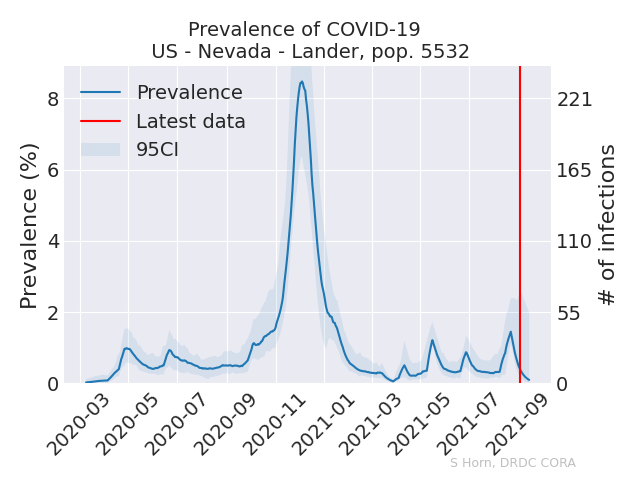 Prevalence of COVID-19
US - Nevada - Lander, pop. 5532
Prevalence
Latest data
95CI
Prevalence (%)
8
6
4
2
0
# of infections
221
165
110
55
0
2020-03
2020-05
2020-07
2020-09
2020-11
2021-01
2021-03
2021-05
2021-07
2021-09
S Horn, DRDC CORA